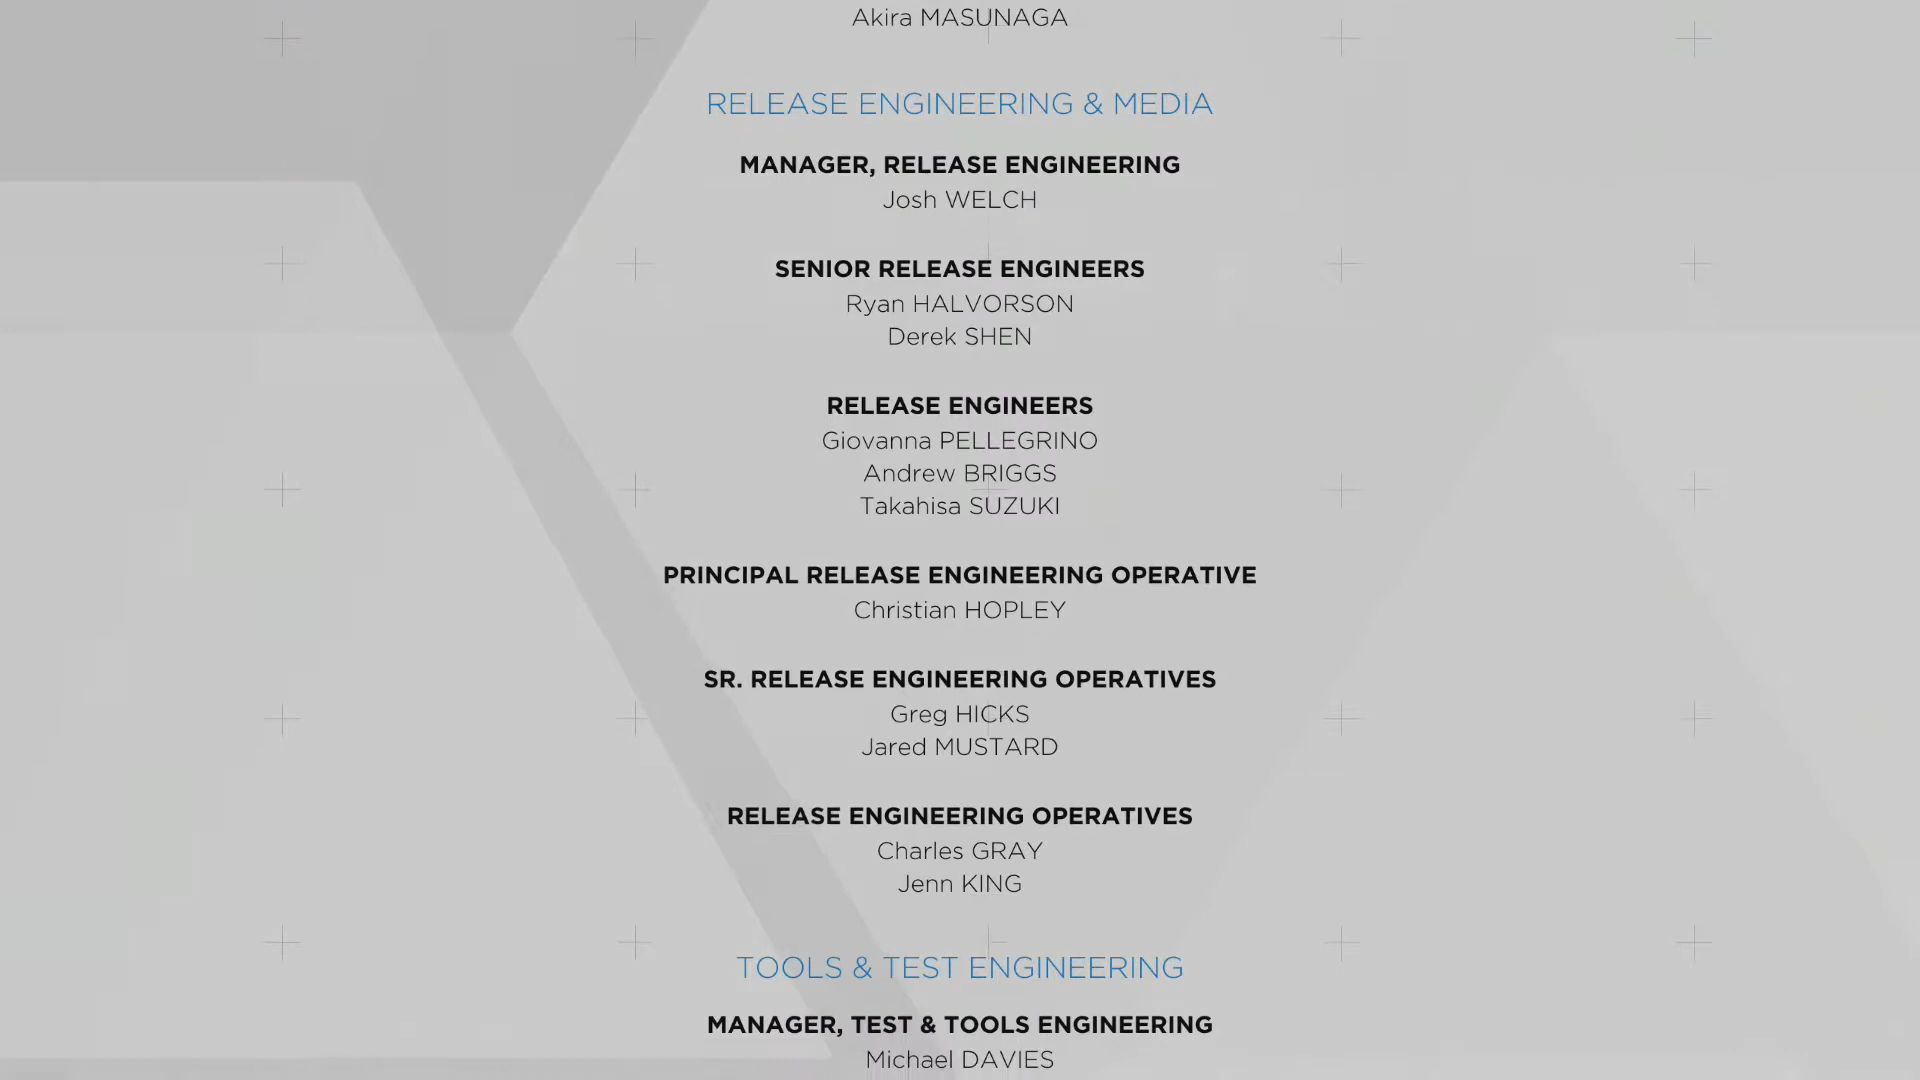 Akira MASUNAGA
RELEASE ENGINEERING & MEDIA
MANAGER, RELEASE ENGINEERING
Josh WELCH
SENIOR RELEASE ENGINEERS
Ryan HALVORSON
Derek SHEN
RELEASE ENGINEERS
Giovanna PELLEGRINO
Andrew BRIGGS
Takahisa SUZUKI
PRINCIPAL RELEASE ENGINEERING OPERATIVE
Christian HOPLEY
SR. RELEASE ENGINEERING OPERATIVES
Greg HICKS
Jared MUSTARD
RELEASE ENGINEERING OPERATIVES
Charles GRAY
Jenn KING
TOOLS & TEST ENGINEERING
MANAGER, TEST & TOOLS ENGINEERING
Michael DAVIES